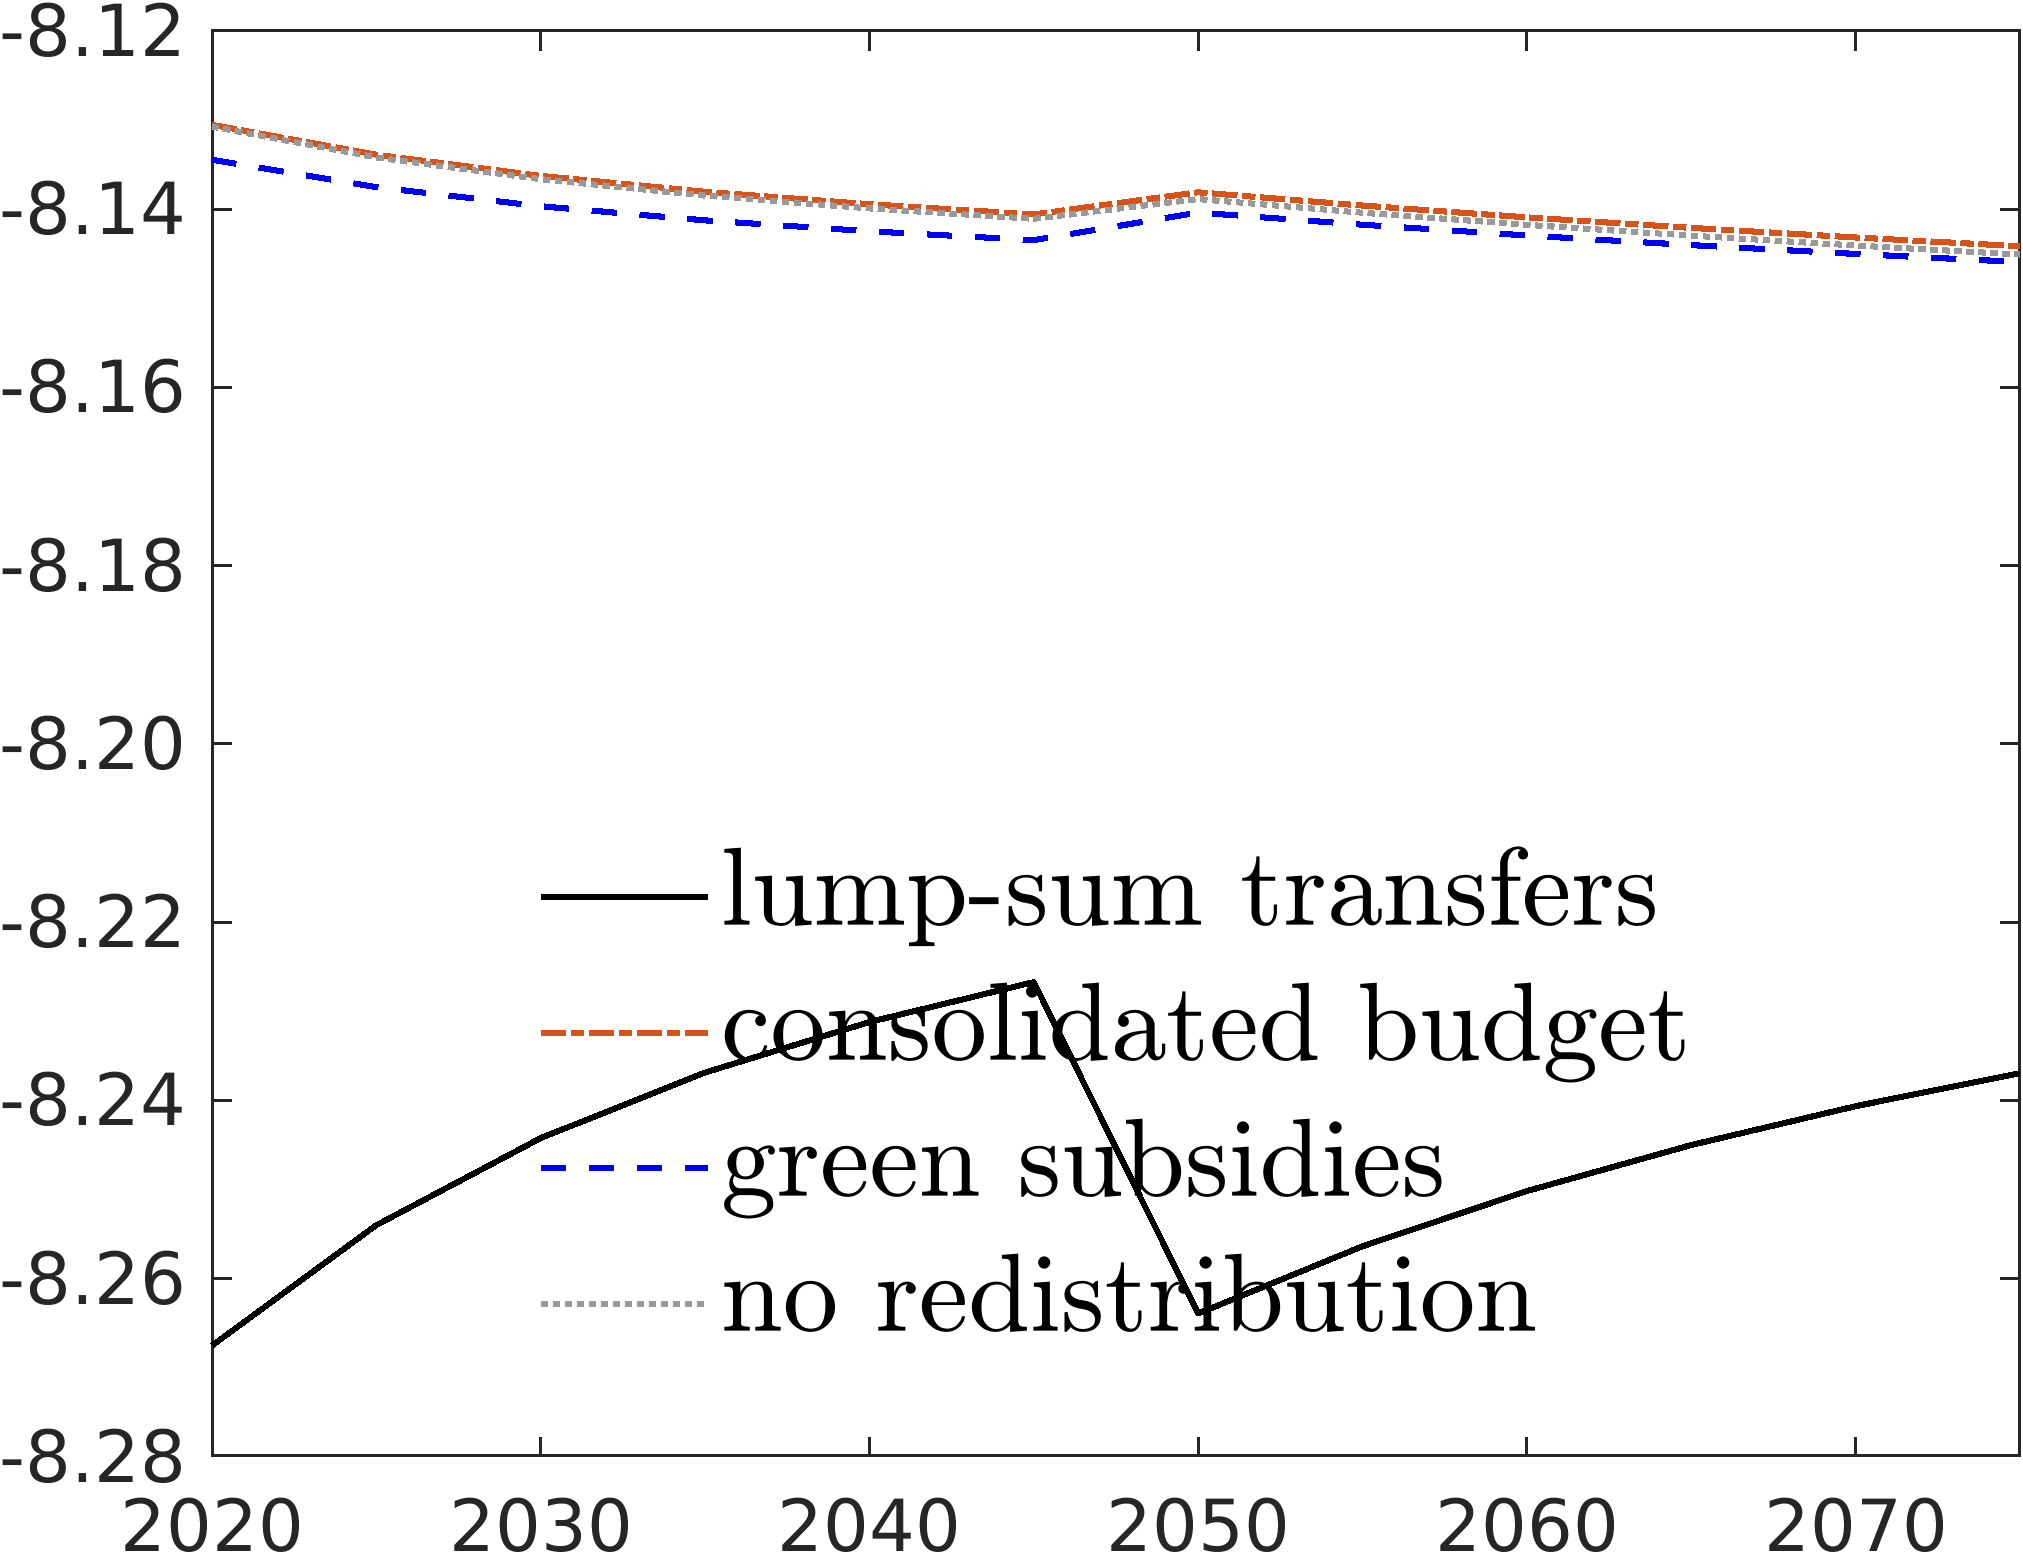 -8.12
-8.14
-8.16
-8.18
-8.20
-8.22
-8.24
-8.26
-8.28
lump-sum transfers
consolidated budget
green subsidies
no redistribution
2020 2030 2040 2050 2060 2070